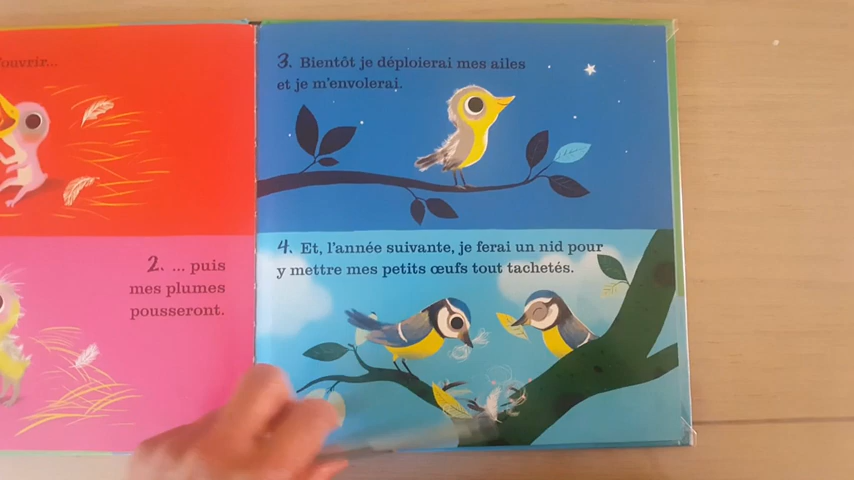 ouvrir...
2. ... puis
mes plumes
pousseront.
3. Bientôt je déploierai mes ailes
et je m'envolerai.
4. Et, l'année suivante, je ferai un nid pour
y mettre mes petits œufs tout tachetés.